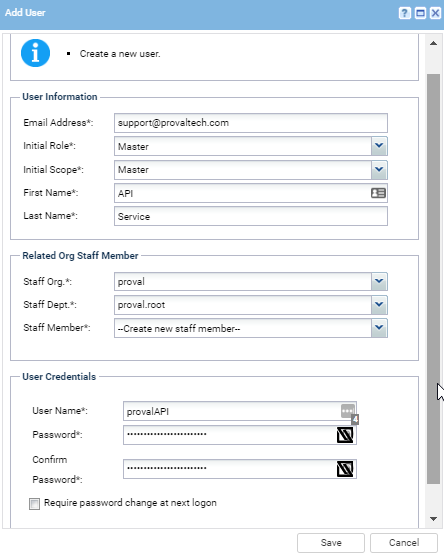 Add User
?
i
Create a new user.
User Information
Email Address*: support@provaltech.com
Initial Role*: Master
Initial Scope*: Master
First Name*: API
Last Name*: Service
Related Org Staff Member
Staff Org.*: proval
Staff Dept.*: proval.root
Staff Member*: --Create new staff member--
User Credentials
User Name*: provalAPI
4
Password*: ••••••••••••••••••••••••
Confirm
Password*: ••••••••••••••••••••••••
Require password change at next logon
Save Cancel